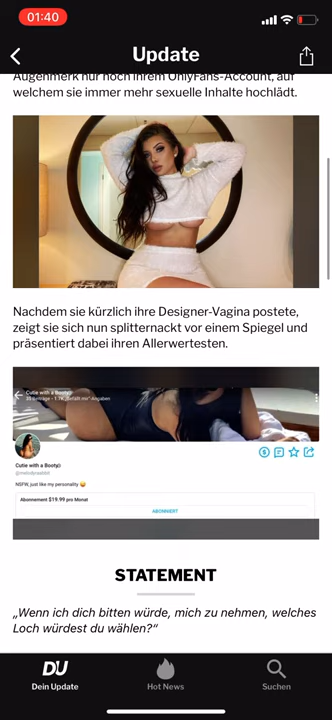 01:40
Update
Augenmerk nur noch ihrem OnlyFans-Account, auf
welchem sie immer mehr sexuelle Inhalte hochlädt.
Nachdem sie kürzlich ihre Designer-Vagina postete,
zeigt sie sich nun splitternackt vor einem Spiegel und
präsentiert dabei ihren Allerwertesten.
Cutie with a Booty
Cutie with a Booty
NSFW, just like my personality
Abonnement $19.99 pro Monat
ABONNIERT
STATEMENT
„Wenn ich dich bitten würde, mich zu nehmen, welches
Loch würdest du wählen?“
DU
Dein Update
Hot News
Suchen